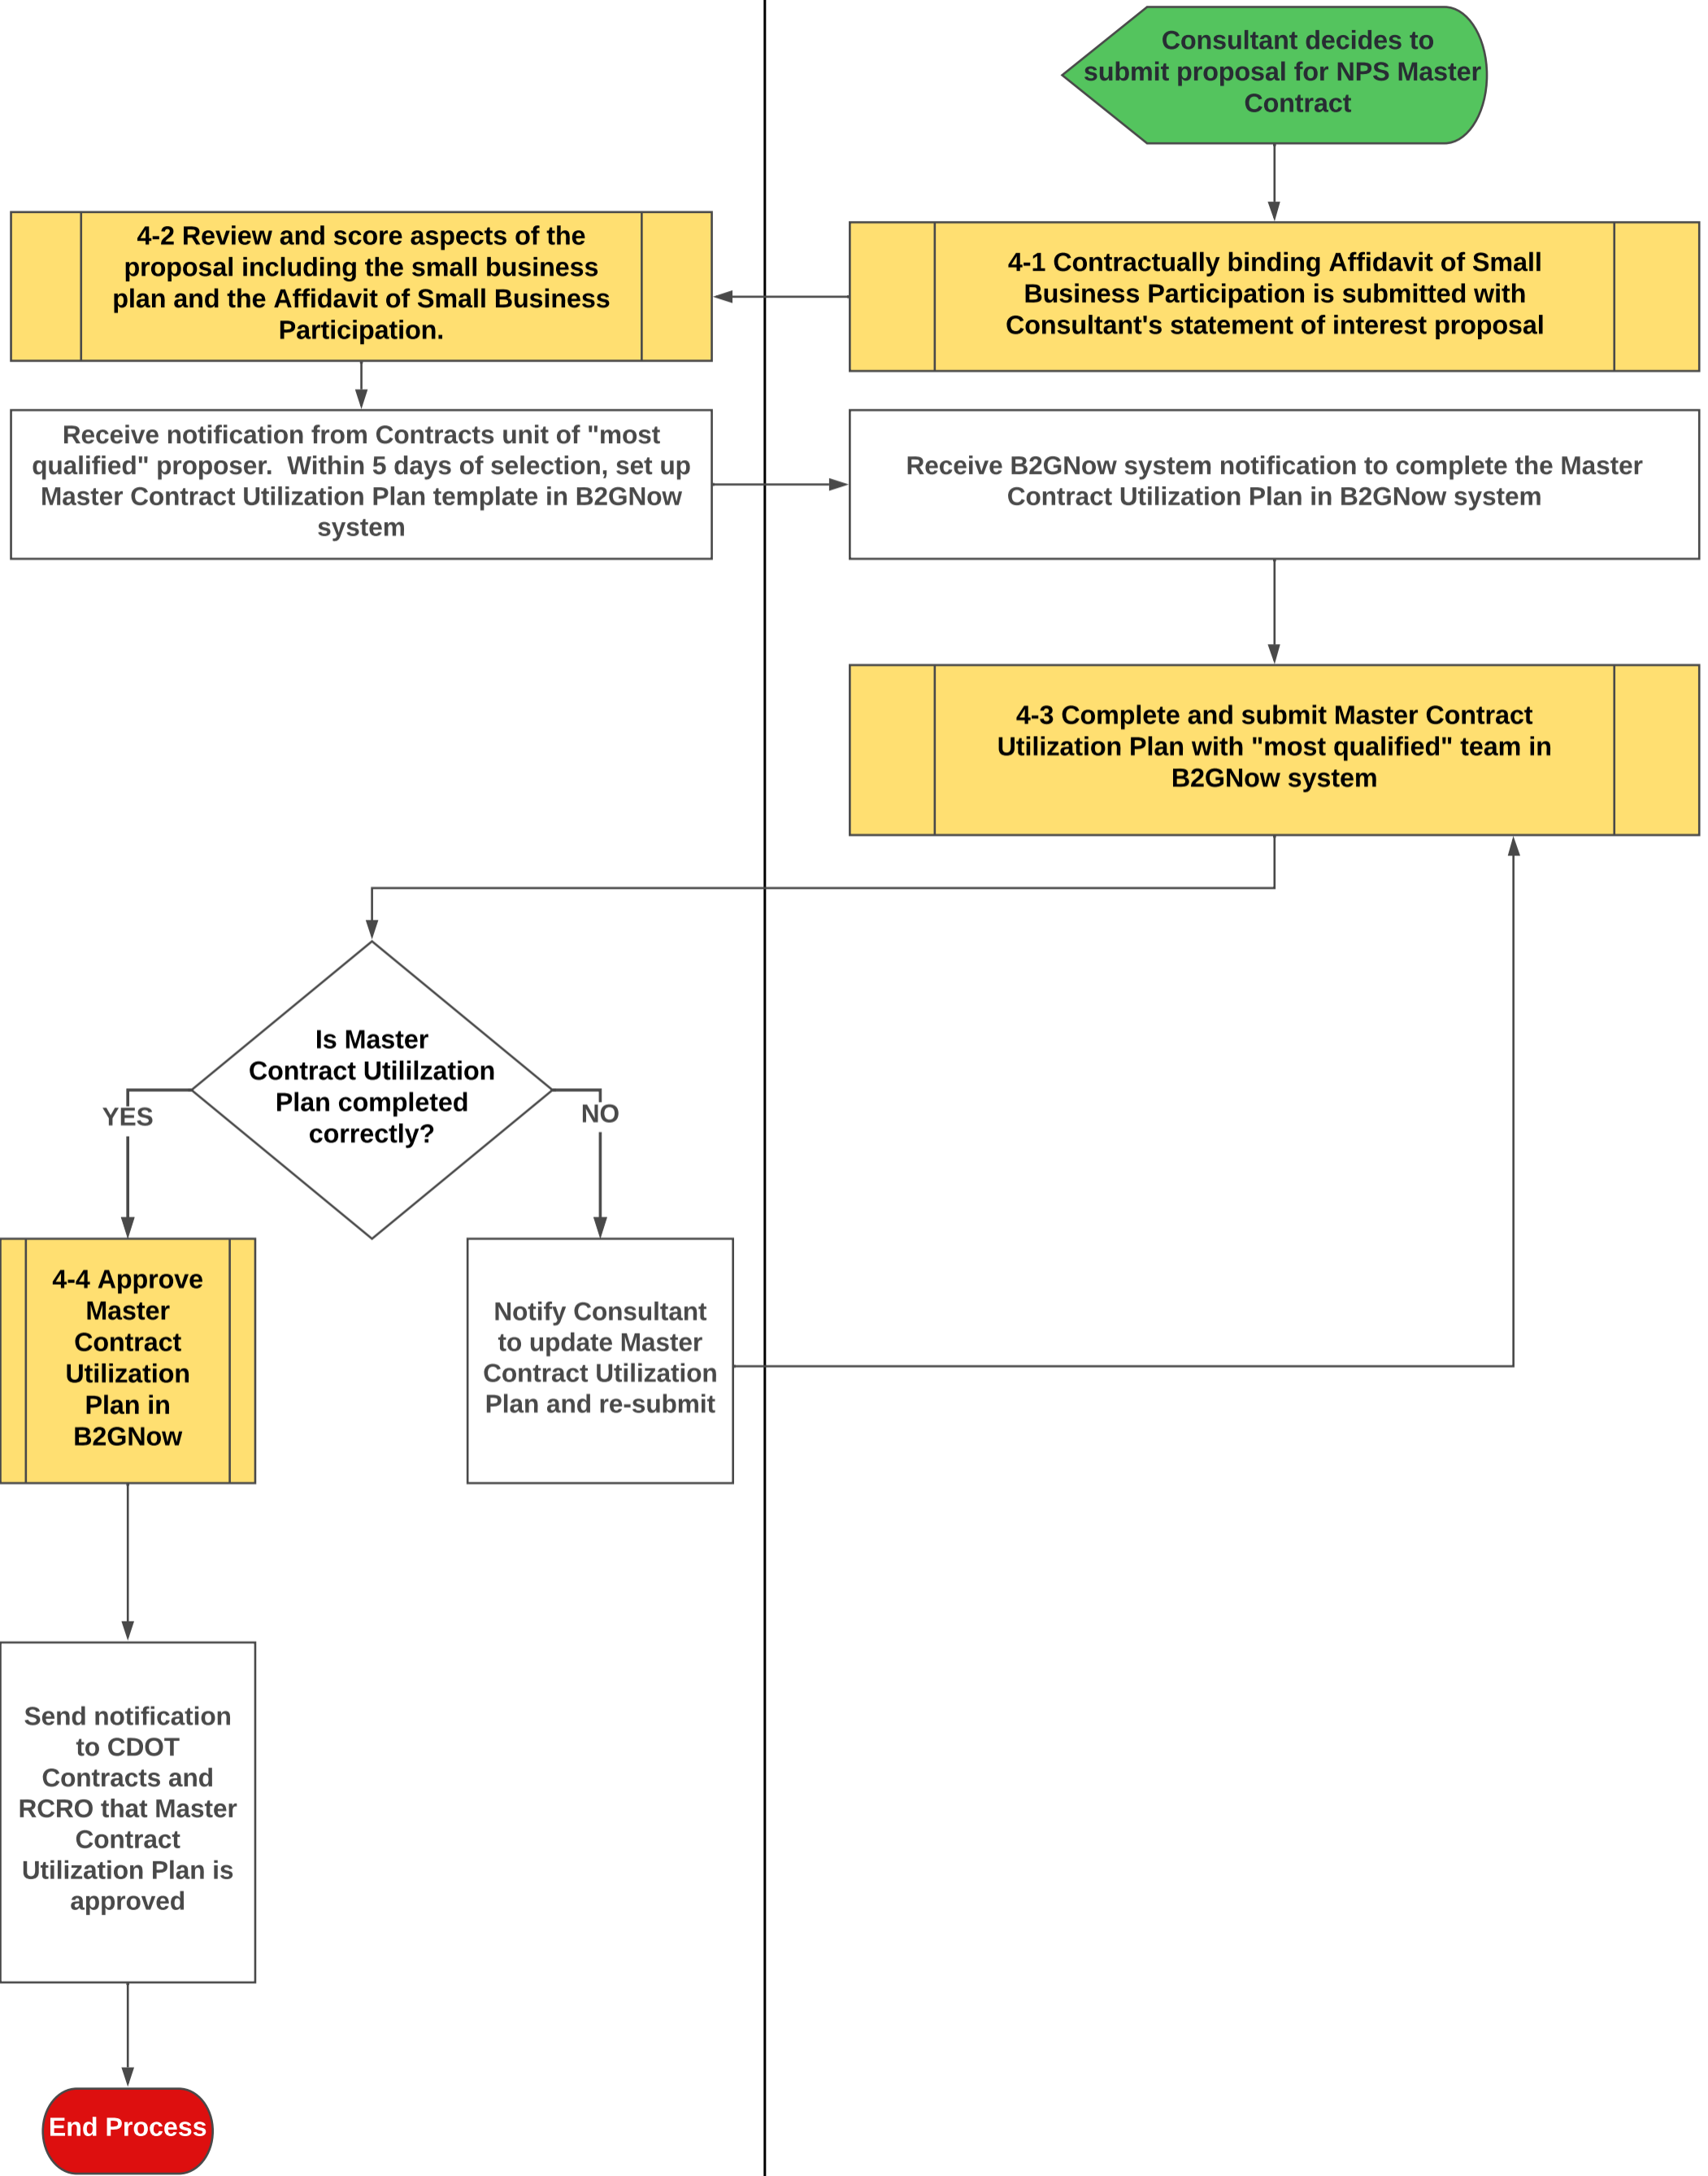 Consultant decides to
submit proposal for NPS Master
Contract
4-1 Contractually binding Affidavit of Small
Business Participation is submitted with
Consultant's statement of interest proposal
4-2 Review and score aspects of the
proposal including the small business
plan and the Affidavit of Small Business
Participation.
Receive notification from Contracts unit of "most
qualified" proposer.  Within 5 days of selection, set up
Master Contract Utilization Plan template in B2GNow
system
Receive B2GNow system notification to complete the Master
Contract Utilization Plan in B2GNow system
4-3 Complete and submit Master Contract
Utilization Plan with "most qualified" team in
B2GNow system
Is Master
Contract Utililzation
Plan completed
correctly?
YES
NO
4-4 Approve
Master
Contract
Utilization
Plan in
B2GNow
Notify Consultant
to update Master
Contract Utilization
Plan and re-submit
Send notification
to CDOT
Contracts and
RCRO that Master
Contract
Utilization Plan is
approved
End Process